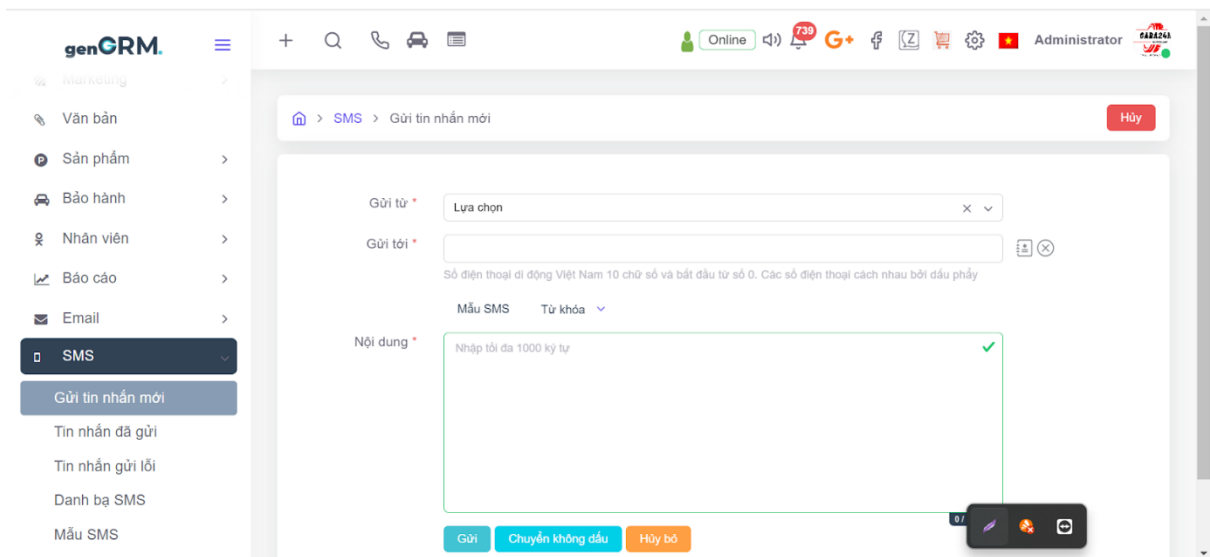 genCRM.
739
Online
Administrator
GARA261
Marketing
Văn bản
Sản phẩm
Bảo hành
Nhân viên
Báo cáo
Email
SMS
Gửi tin nhắn mới
Tin nhắn đã gửi
Tin nhắn gửi lỗi
Danh bạ SMS
Mẫu SMS
SMS > Gửi tin nhắn mới
Hủy
Gửi từ *
Lựa chọn
Gửi tới *
Số điện thoại di động Việt Nam 10 chữ số và bắt đầu từ số 0. Các số điện thoại cách nhau bởi dấu phẩy
Mẫu SMS Từ khóa
Nội dung *
Nhập tối đa 1000 ký tự
0/
Gửi Chuyển không dấu Hủy bỏ